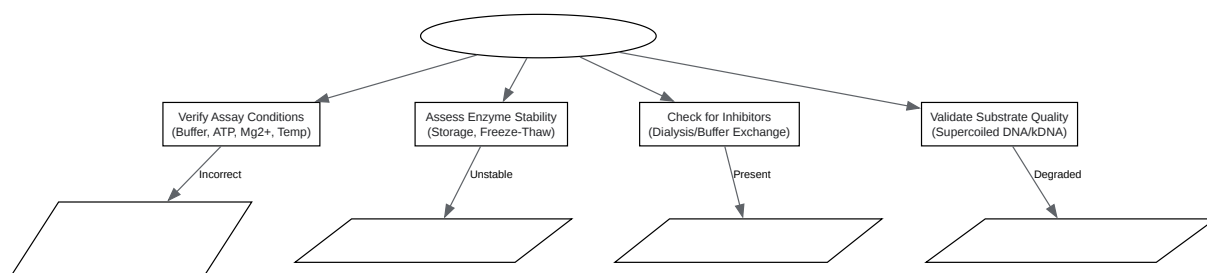 Verify Assay Conditions
(Buffer, ATP, Mg2+, Temp)
Assess Enzyme Stability
(Storage, Freeze-Thaw)
Check for Inhibitors
(Dialysis/Buffer Exchange)
Validate Substrate Quality
(Supercoiled DNA/kDNA)
Incorrect
Unstable
Present
Degraded